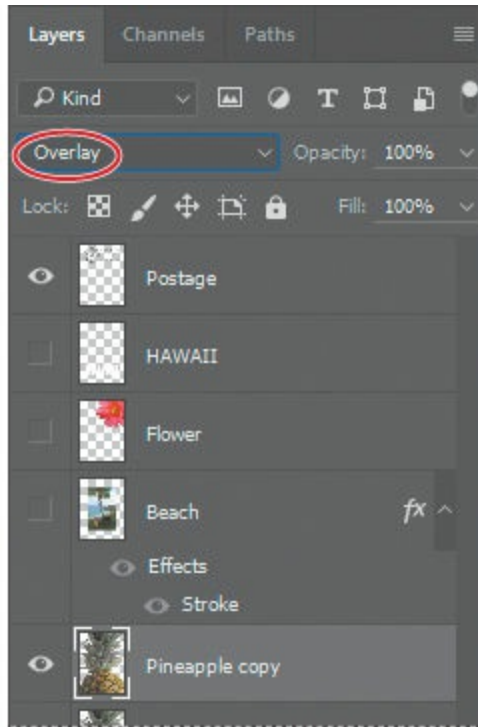 Layers Channels Paths
Kind T
Overlay Opacity: 100%
Lock: Fill: 100%
Postage
HAWAII
Flower
Beach fx
Effects
Stroke
Pineapple copy